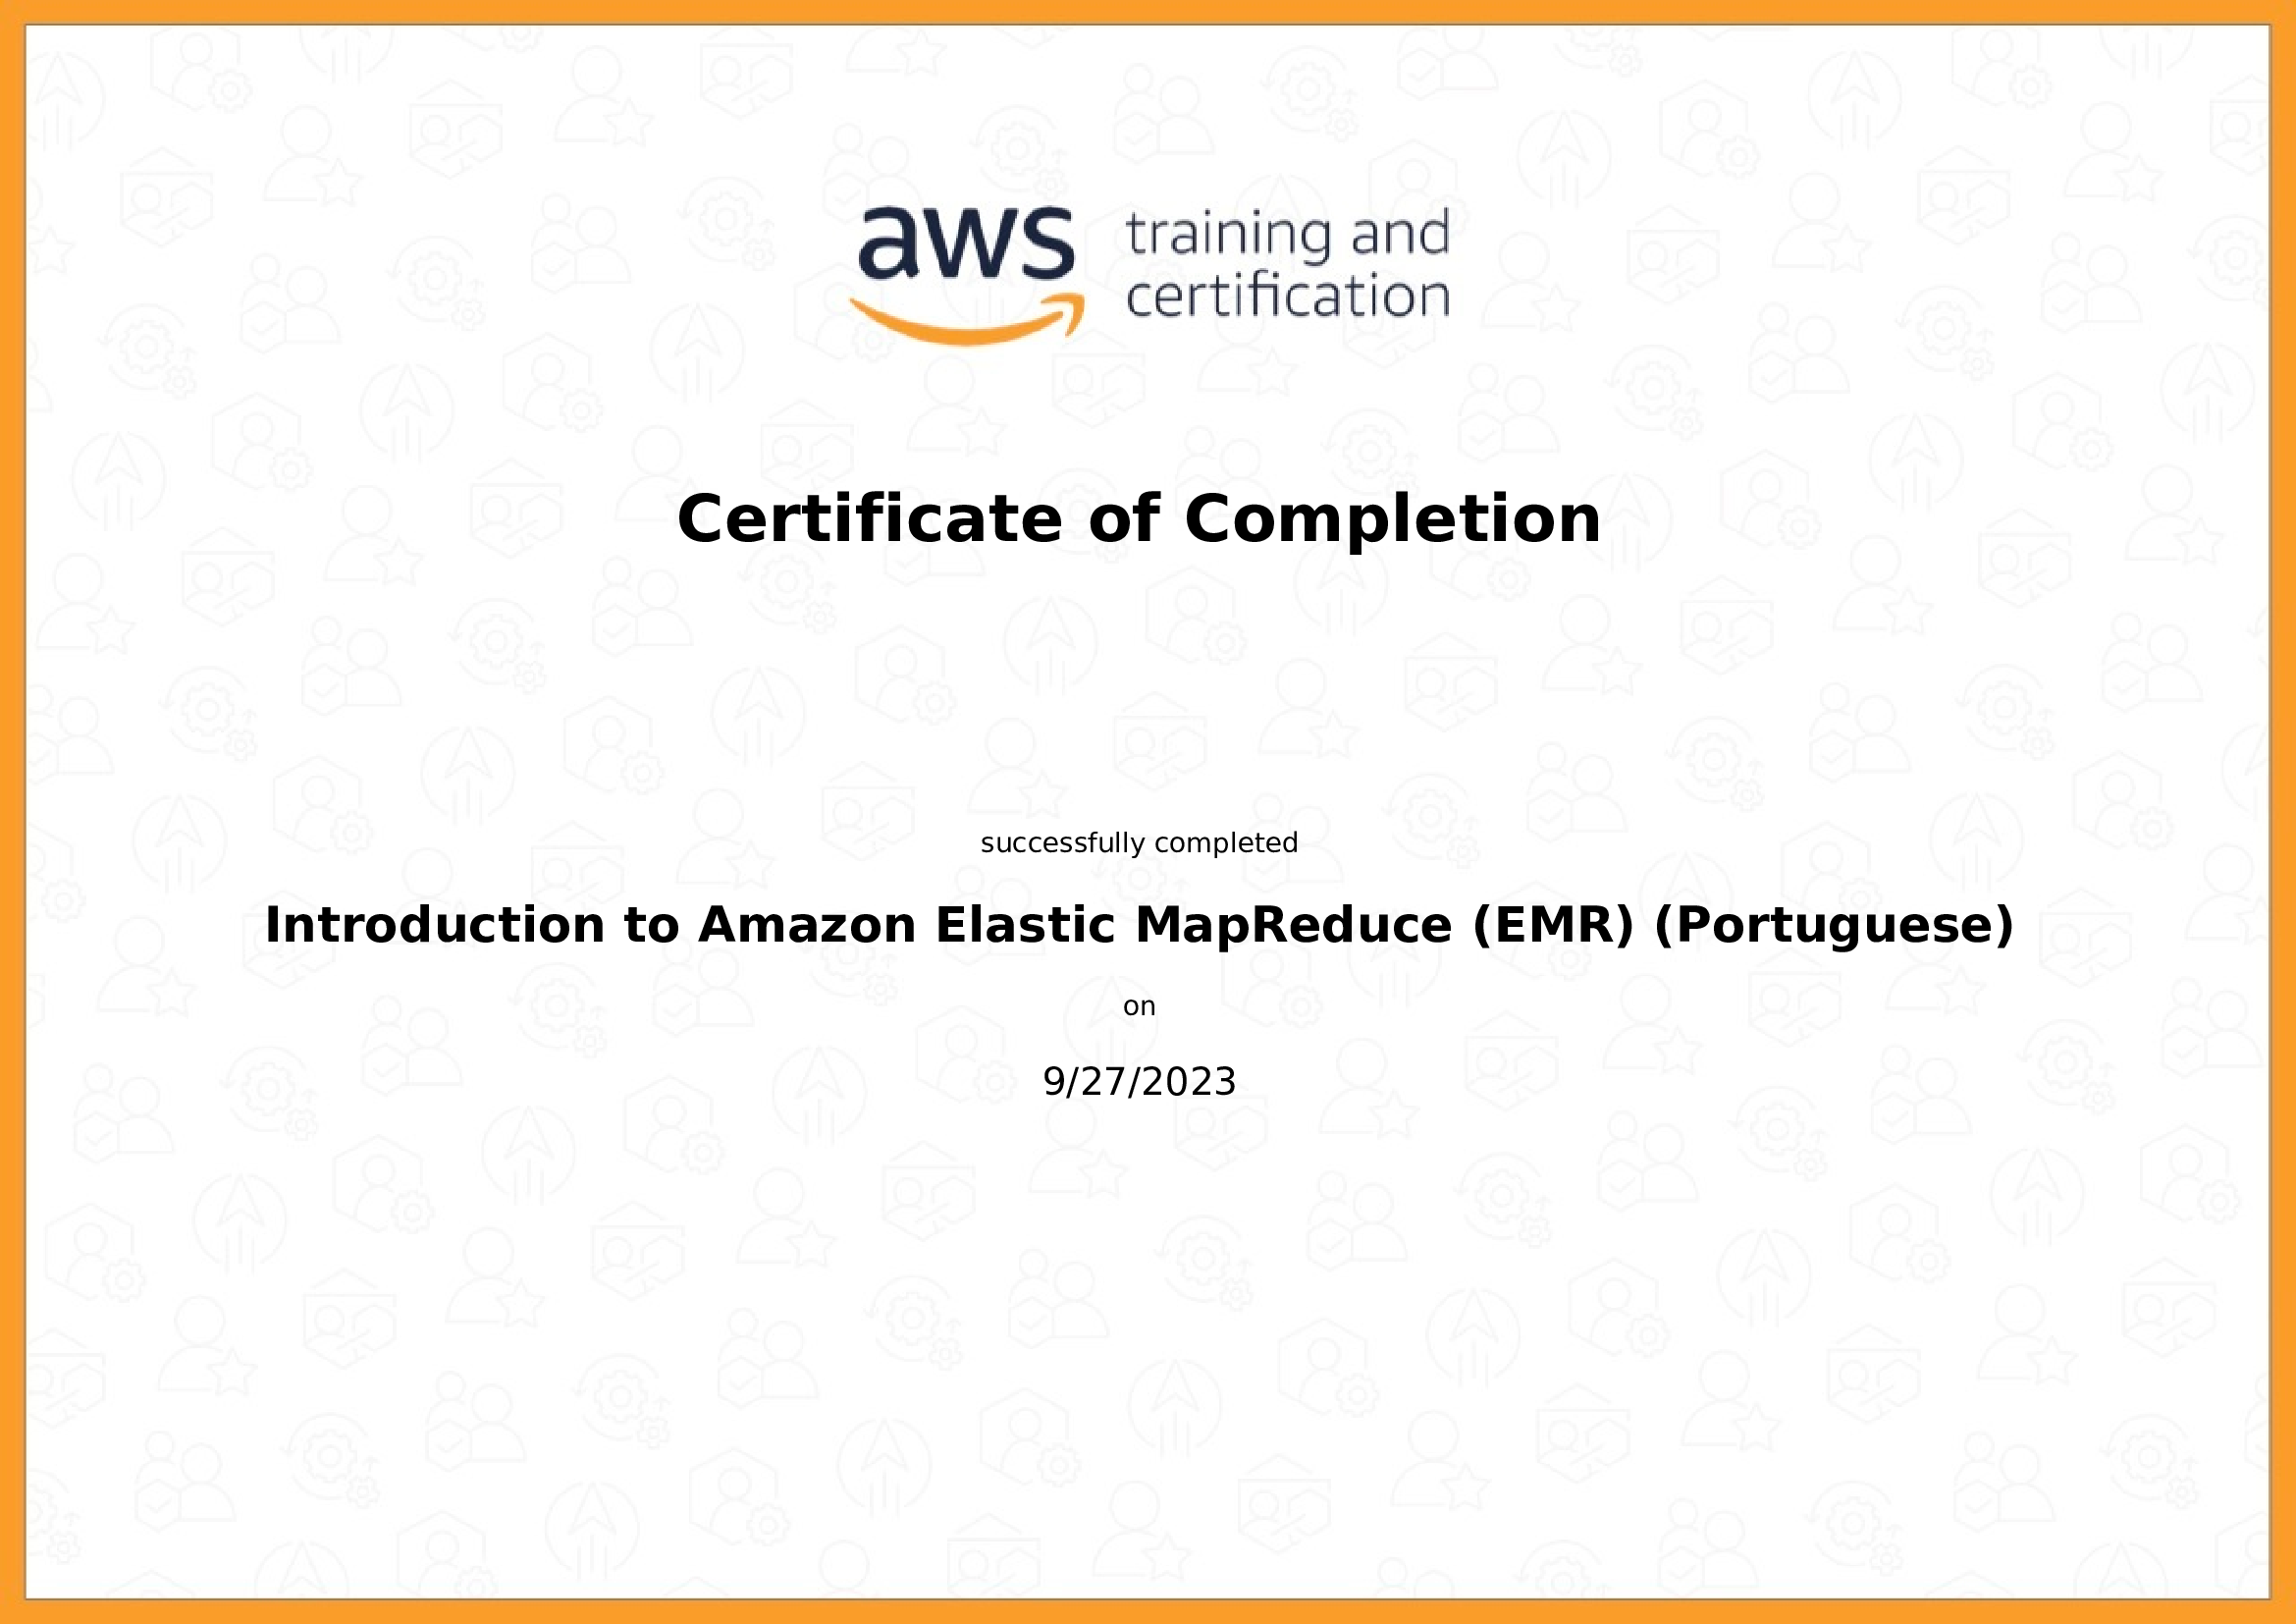 aws training and
certification
Certificate of Completion
successfully completed
Introduction to Amazon Elastic MapReduce (EMR) (Portuguese)
on
9/27/2023